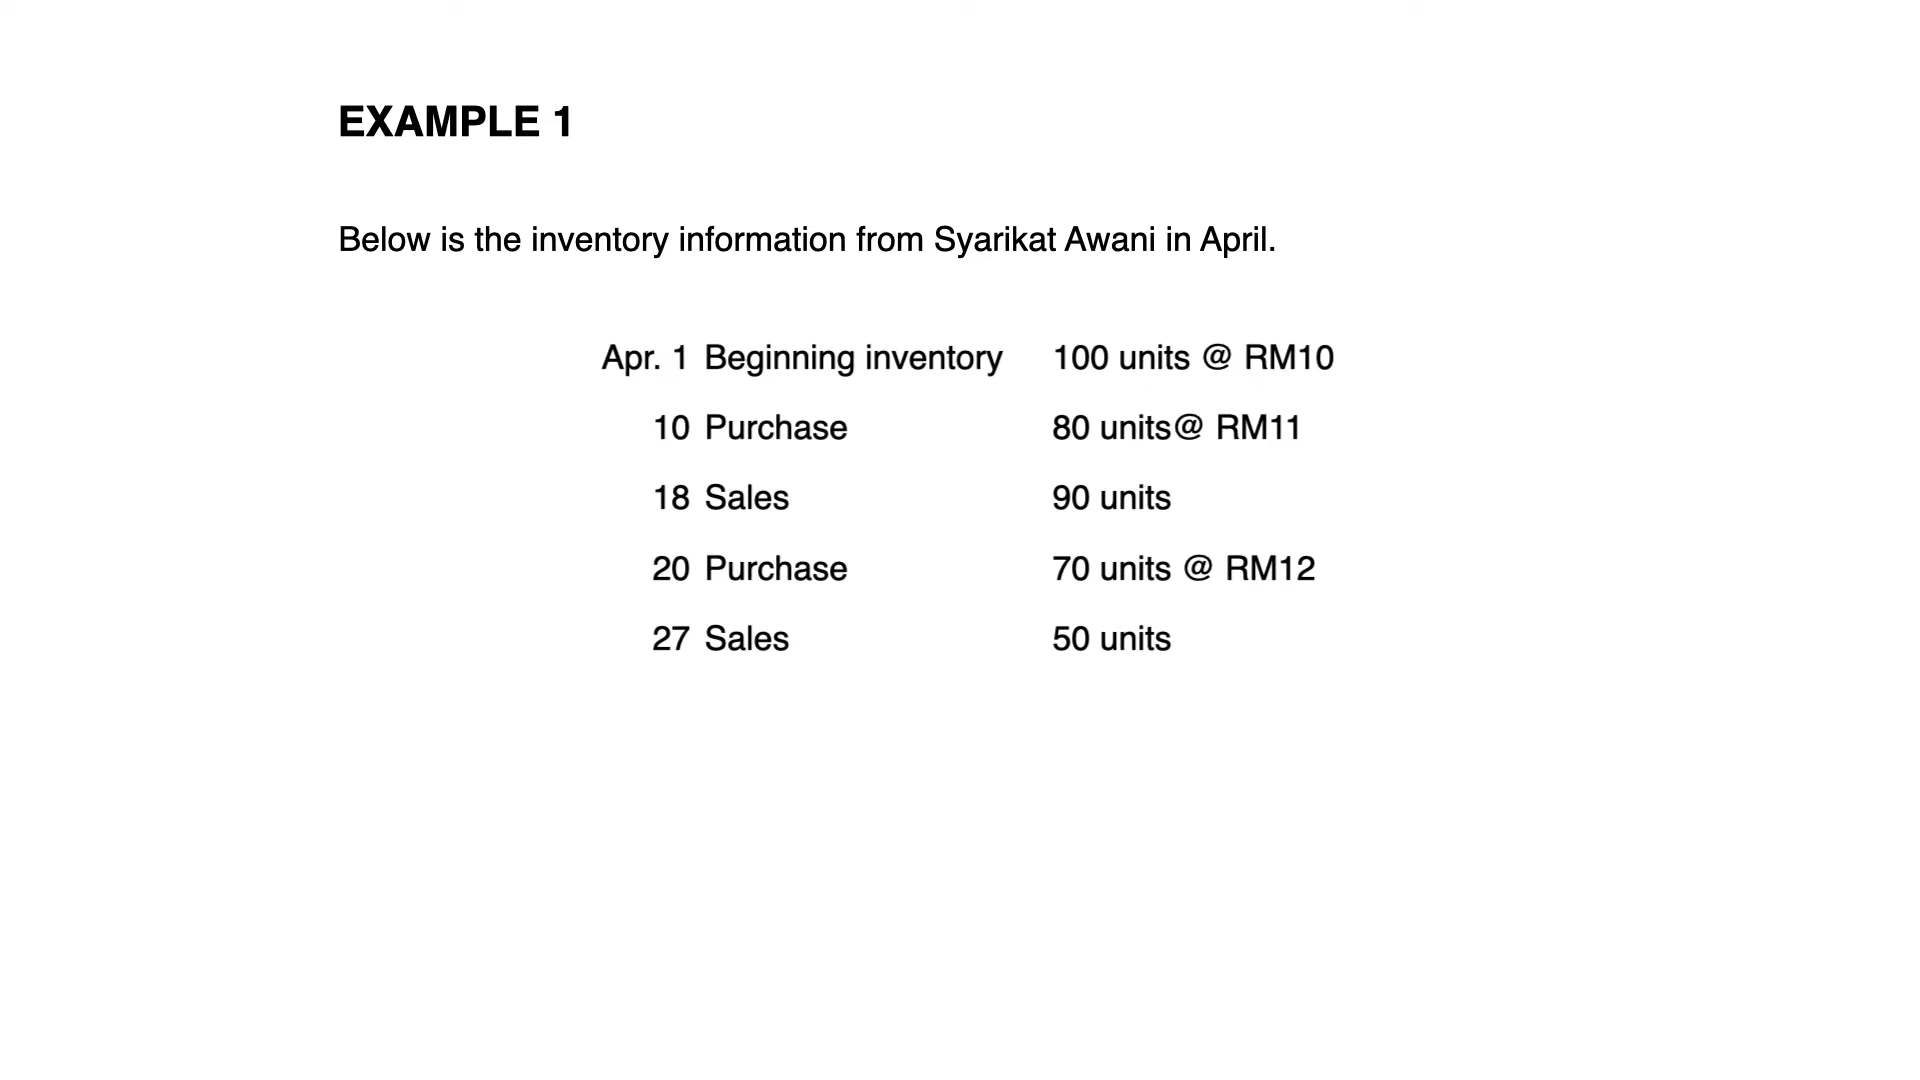 EXAMPLE 1
Below is the inventory information from Syarikat Awani in April.
Apr. 1 Beginning inventory 100 units @ RM10
10 Purchase 80 units@ RM11
18 Sales 90 units
20 Purchase 70 units @ RM12
27 Sales 50 units